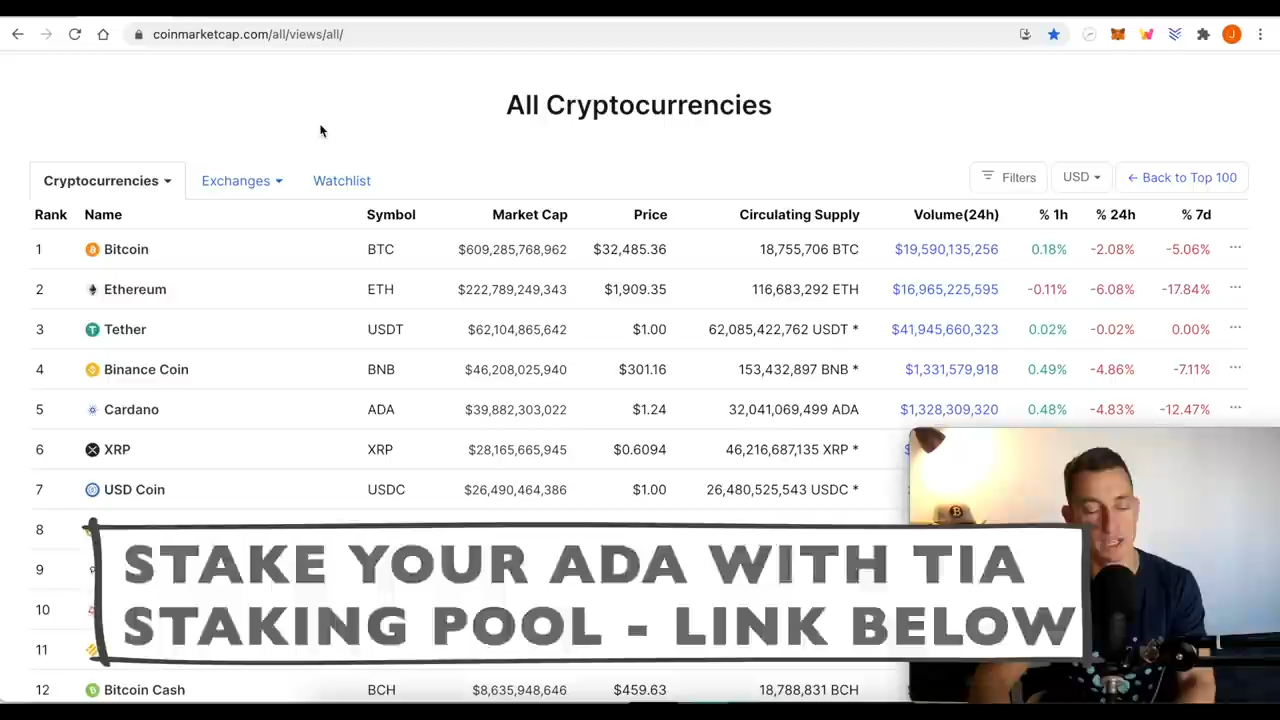 coinmarketcap.com/all/views/all/
J
All Cryptocurrencies
Cryptocurrencies Exchanges Watchlist Filters USD ← Back to Top 100
Rank Name Symbol Market Cap Price Circulating Supply Volume(24h) % 1h % 24h % 7d
1 Bitcoin BTC $609,285,768,962 $32,485.36 18,755,706 BTC $19,590,135,256 0.18% -2.08% -5.06%
2 Ethereum ETH $222,789,249,343 $1,909.35 116,683,292 ETH $16,965,225,595 -0.11% -6.08% -17.84%
3 Tether USDT $62,104,865,642 $1.00 62,085,422,762 USDT * $41,945,660,323 0.02% -0.02% 0.00%
4 Binance Coin BNB $46,208,025,940 $301.16 153,432,897 BNB * $1,331,579,918 0.49% -4.86% -7.11%
5 Cardano ADA $39,882,303,022 $1.24 32,041,069,499 ADA $1,328,309,320 0.48% -4.83% -12.47%
6 XRP XRP $28,165,665,945 $0.6094 46,216,687,135 XRP *
7 USD Coin USDC $26,490,464,386 $1.00 26,480,525,543 USDC *
8
9
10
11
12 Bitcoin Cash BCH $8,635,948,646 $459.63 18,788,831 BCH
STAKE YOUR ADA WITH TIA
STAKING POOL - LINK BELOW